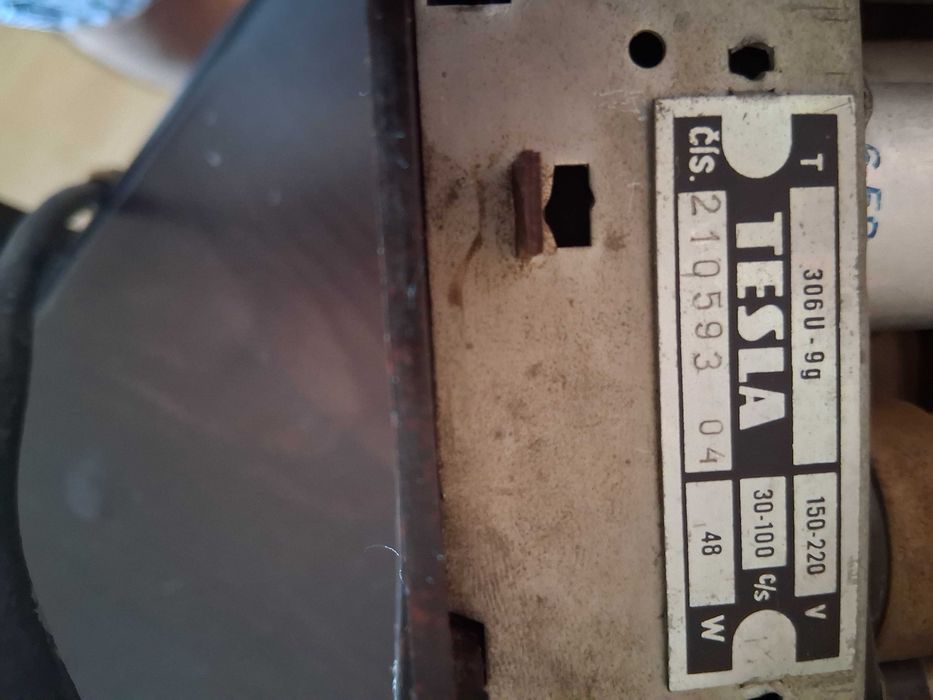 T 306U-9g 150-220 V
TESLA 30-100 c/s
č/s. 210593 04 48 W